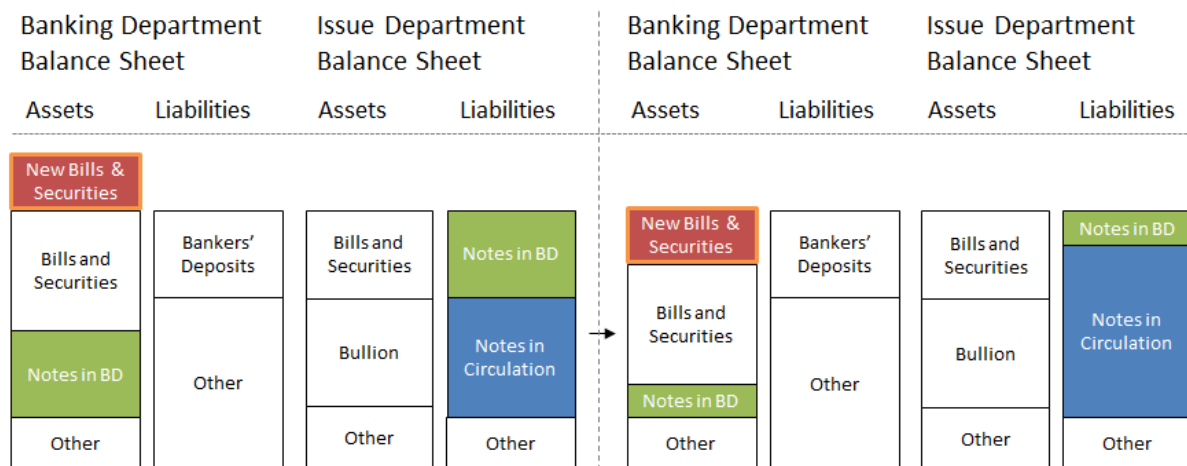 Banking Department
Balance Sheet
Issue Department
Balance Sheet
Banking Department
Balance Sheet
Issue Department
Balance Sheet
Assets
Liabilities
Assets
Liabilities
Assets
Liabilities
Assets
Liabilities
New Bills &
Securities
Bills and
Securities
Notes in BD
Other
Bankers'
Deposits
Other
Bills and
Securities
Bullion
Other
Notes in BD
Notes in
Circulation
Other
New Bills &
Securities
Bills and
Securities
Notes in BD
Other
Bankers'
Deposits
Other
Bills and
Securities
Bullion
Other
Notes in BD
Notes in
Circulation
Other